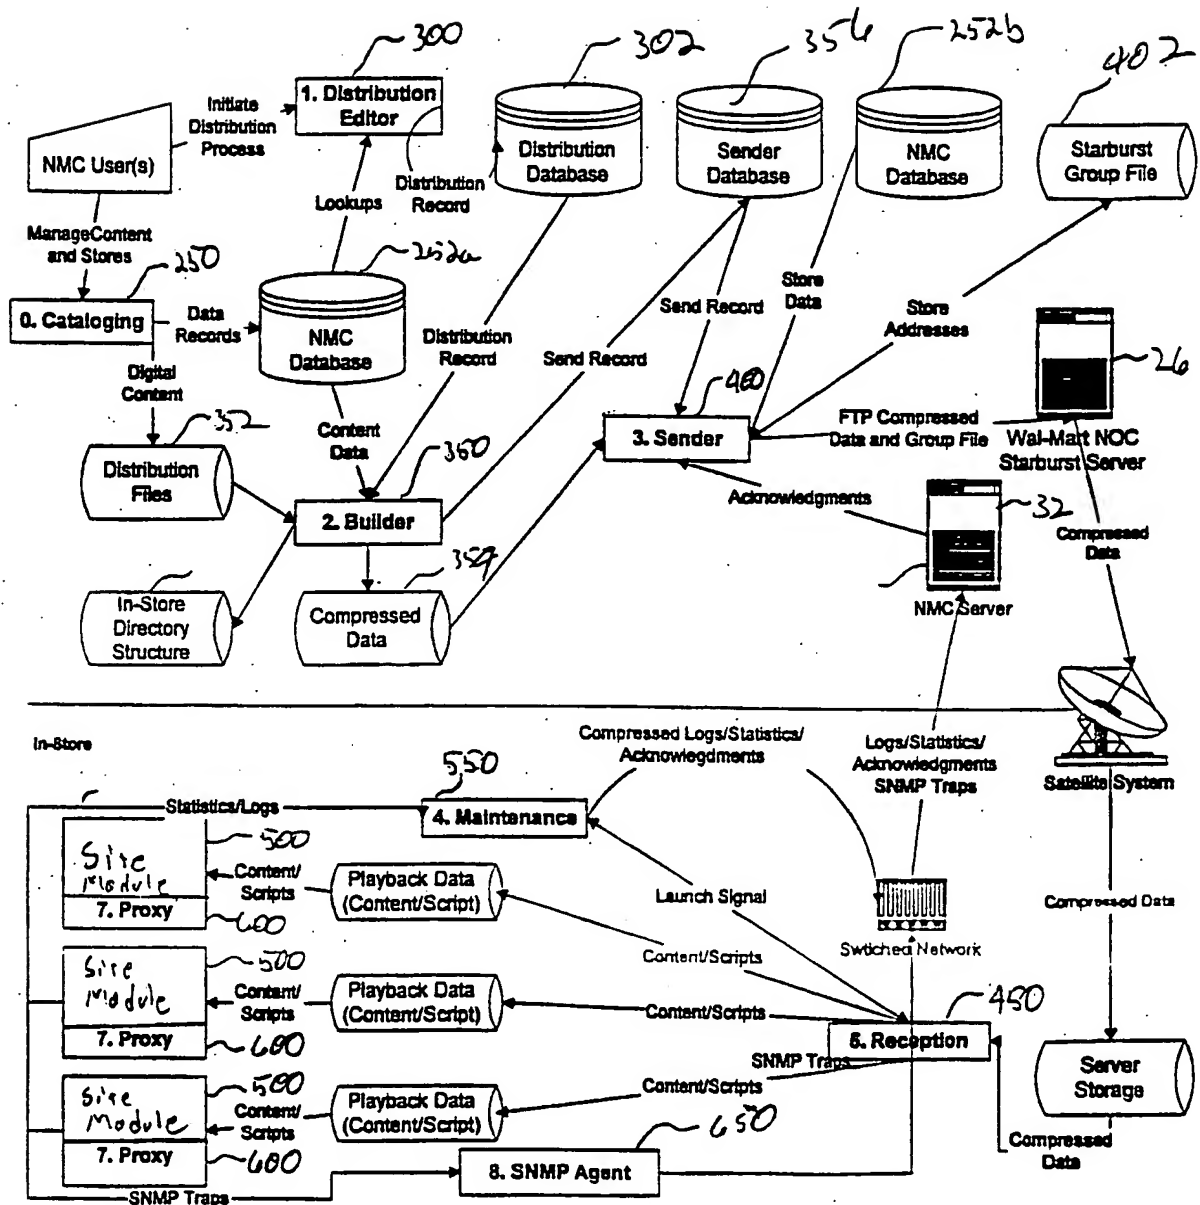 300
302
356
252b
402
1. Distribution
Editor
Initiate
Distribution
Process
NMC User(s)
Distribution
Database
Sender
Database
NMC
Database
Starburst
Group File
Distribution
Record
Lookups
ManageContent
and Stores
250
252a
0. Cataloging
Data
Records
NMC
Database
Distribution
Record
Send Record
Send Record
Store
Data
Store
Addresses
26
Digital
Content
352
Content
Data
350
400
3. Sender
FTP Compressed
Data and Group File
Wal-Mart NOC
Starburst Server
Distribution
Files
2. Builder
Acknowledgments
32
Compressed
Data
354
In-Store
Directory
Structure
Compressed
Data
NMC Server
In-Store
Compressed Logs/Statistics/
Acknowlegdments
Logs/Statistics/
Acknowledgments
SNMP Traps
Satellite System
550
Statistics/Logs
4. Maintenance
500
Site
Module
Content/
Scripts
Playback Data
(Content/Script)
Launch Signal
Compressed Data
7. Proxy
600
Swtiched Network
Content/Scripts
500
Site
Module
Content/
Scripts
Playback Data
(Content/Script)
Content/Scripts
450
7. Proxy
600
5. Reception
SNMP Traps
Server
Storage
500
Site
Module
Content/
Scripts
Playback Data
(Content/Script)
Content/Scripts
650
7. Proxy
600
8. SNMP Agent
Compressed
Data
SNMP Traps